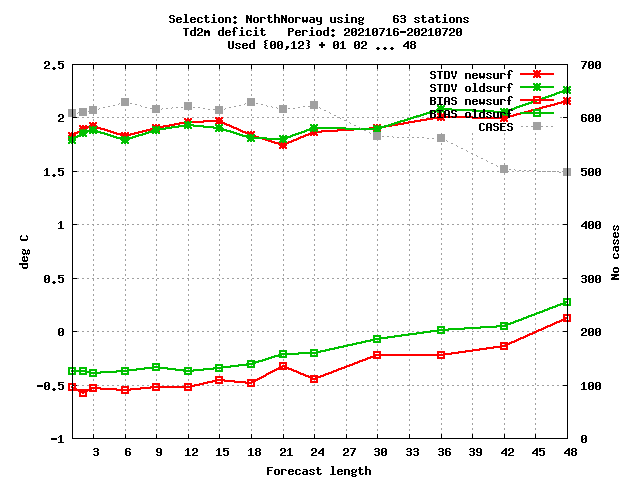 Selection: NorthNorway using    63 stations
Td2m deficit   Period: 20210716-20210720
Used {00,12} + 01 02 ... 48
STDV newsurf
STDV oldsurf
BIAS newsurf
BIAS oldsurf
CASES
deg C
2.5
2
1.5
1
0.5
0
-0.5
-1
No cases
700
600
500
400
300
200
100
0
3 6 9 12 15 18 21 24 27 30 33 36 39 42 45 48
Forecast length